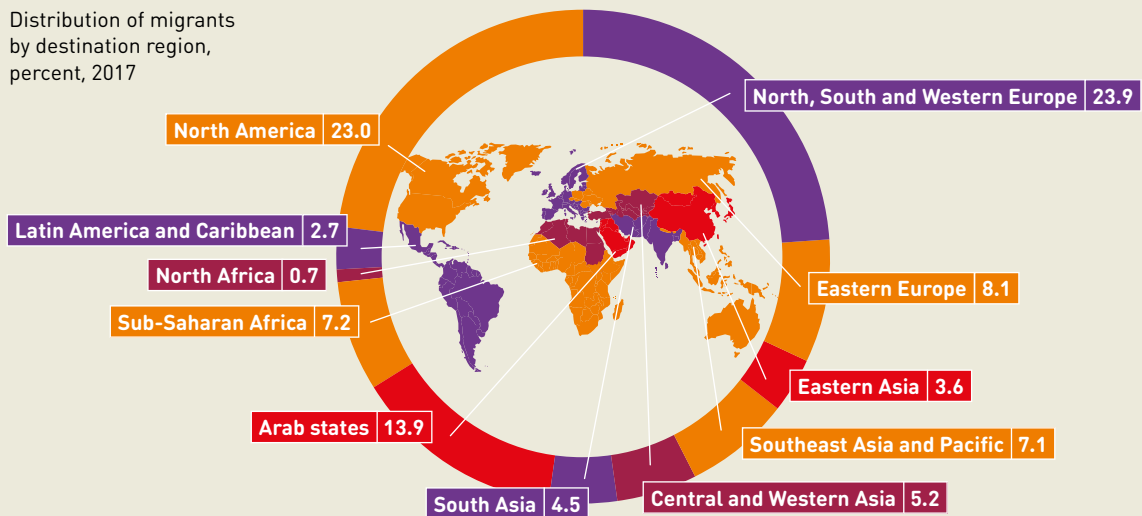 Distribution of migrants
by destination region,
percent, 2017
North, South and Western Europe 23.9
North America 23.0
Latin America and Caribbean 2.7
North Africa 0.7
Eastern Europe 8.1
Sub-Saharan Africa 7.2
Eastern Asia 3.6
Arab states 13.9
Southeast Asia and Pacific 7.1
South Asia 4.5
Central and Western Asia 5.2